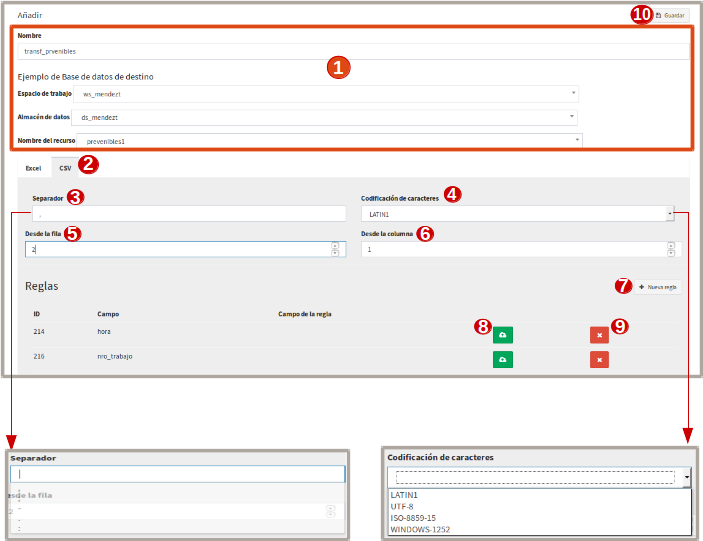 Añadir
10
Guardar
Nombre
transf_prvenibles
1
Ejemplo de Base de datos de destino
Espacio de trabajo
ws_mendezt
Almacén de datos
ds_mendezt
Nombre del recurso
prevenibles1
Excel
CSV
2
Separador
3
Codificación de caracteres
4
,
LATIN1
Desde la fila
5
Desde la columna
6
2
1
Reglas
7
+ Nueva regla
ID
Campo
Campo de la regla
8
9
214
hora
216
nro_trabajo
Separador
sde la fila
Codificación de caracteres
LATIN1
UTF-8
ISO-8859-15
WINDOWS-1252